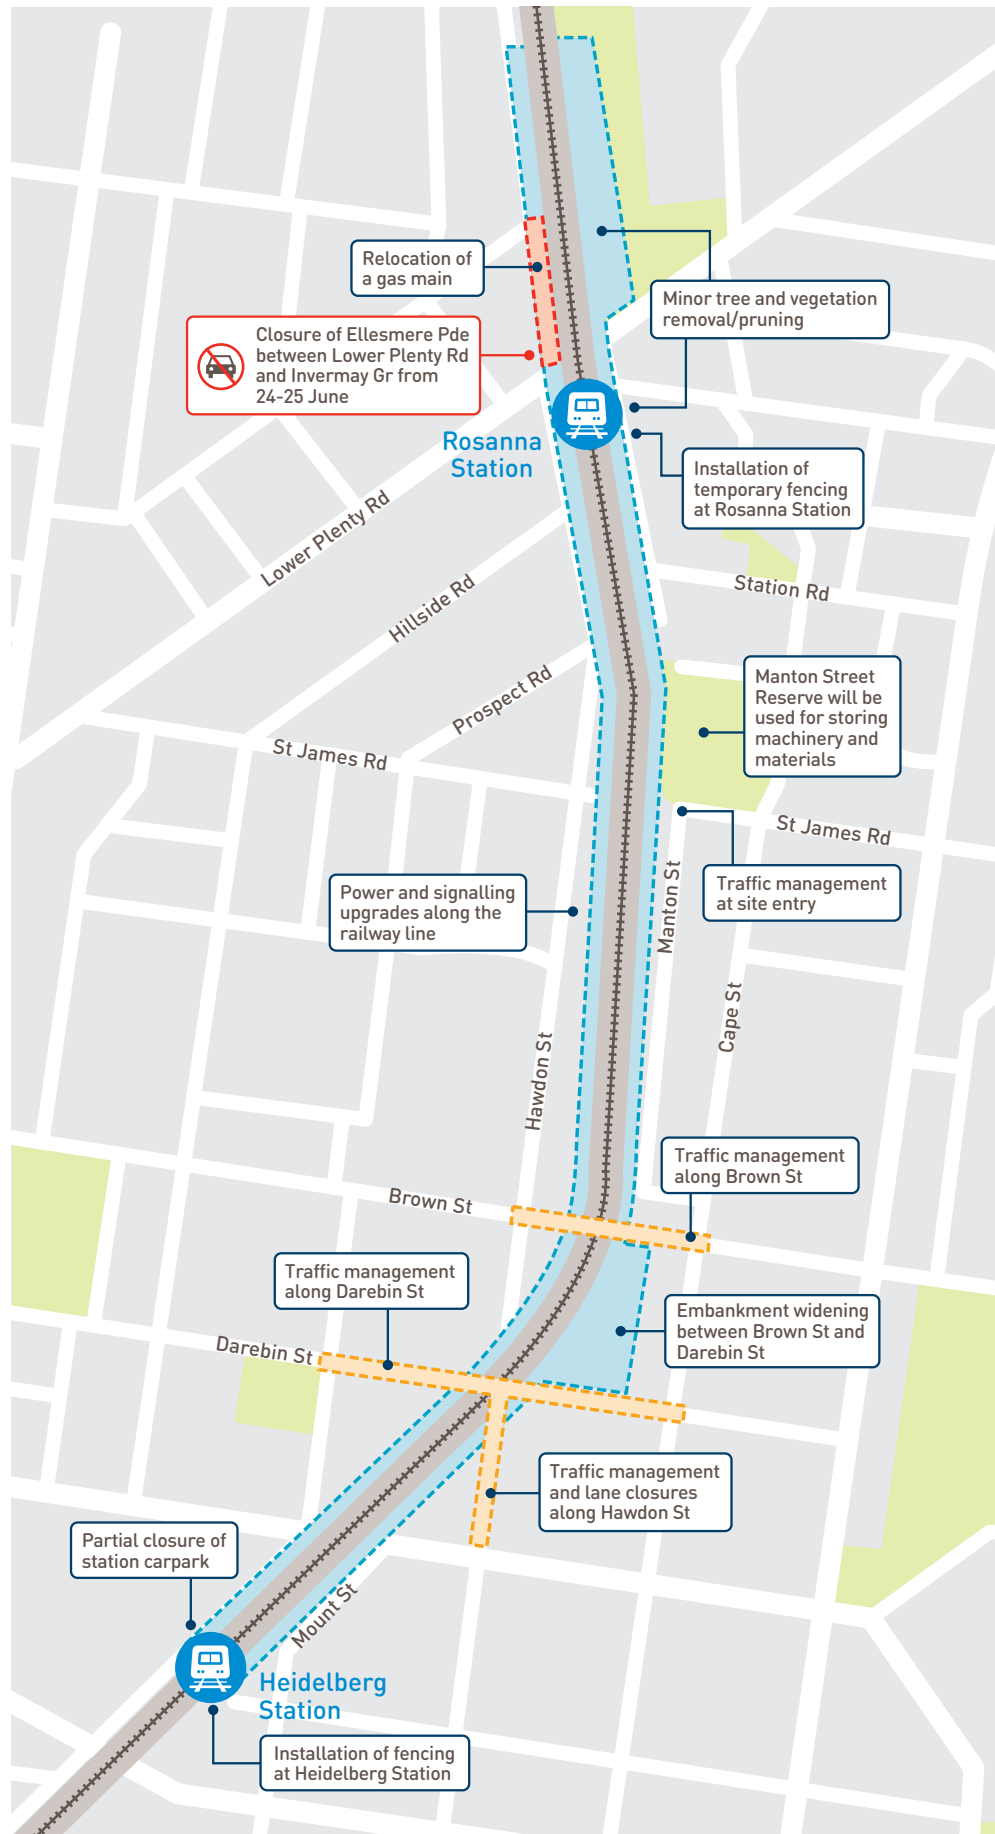 Relocation of
a gas main
Minor tree and vegetation
removal/pruning
Closure of Ellesmere Pde
between Lower Plenty Rd
and Invermay Gr from
24-25 June
Rosanna
Station
Installation of
temporary fencing
at Rosanna Station
Lower Plenty Rd
Hillside Rd
Station Rd
Prospect Rd
Manton Street
Reserve will be
used for storing
machinery and
materials
St James Rd
St James Rd
Manton St
Traffic management
at site entry
Power and signalling
upgrades along the
railway line
Cape St
Hawdon St
Traffic management
along Brown St
Brown St
Traffic management
along Darebin St
Embankment widening
between Brown St and
Darebin St
Darebin St
Traffic management
and lane closures
along Hawdon St
Partial closure of
station carpark
Mount St
Heidelberg
Station
Installation of fencing
at Heidelberg Station